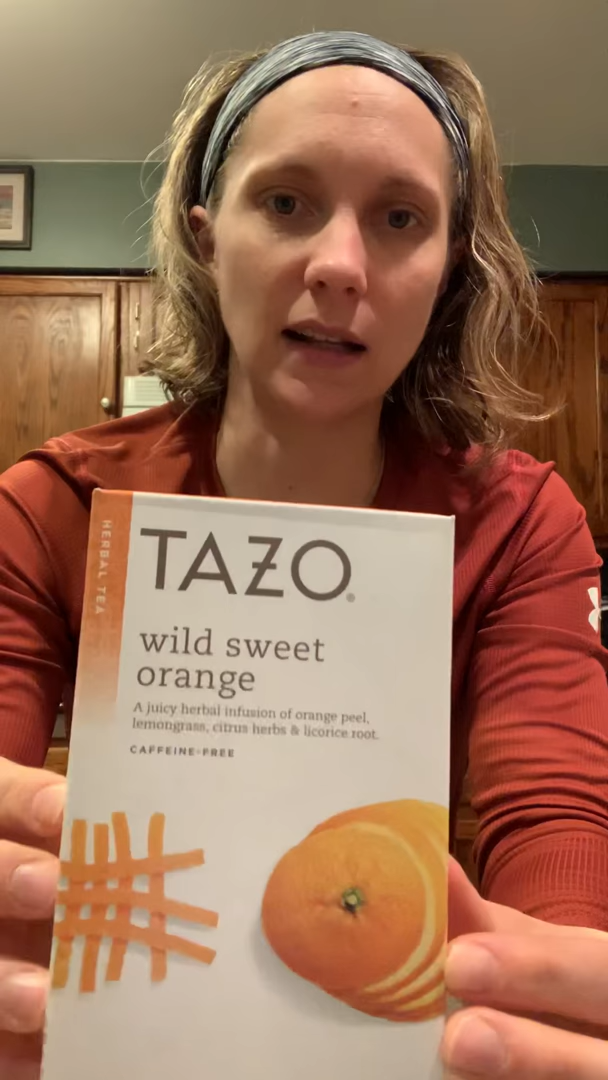 HERBAL TEA
TAZO®
wild sweet
orange
A juicy herbal infusion of orange peel,
lemongrass, citrus herbs & licorice root.
CAFFEINE-FREE